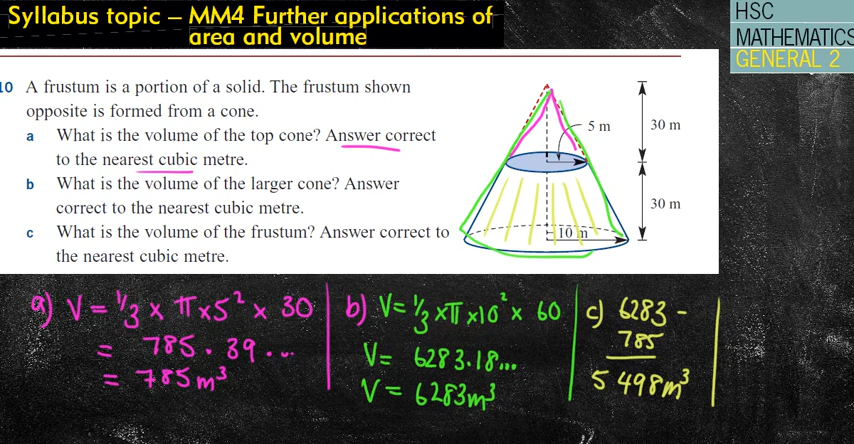 Syllabus topic – MM4 Further applications of
area and volume
HSC
MATHEMATICS
GENERAL 2
10 A frustum is a portion of a solid. The frustum shown
opposite is formed from a cone.
a What is the volume of the top cone? Answer correct
to the nearest cubic metre.
b What is the volume of the larger cone? Answer
correct to the nearest cubic metre.
c What is the volume of the frustum? Answer correct to
the nearest cubic metre.
5 m
30 m
30 m
10 m
a) V = 1/3 × π × 5² × 30
= 785.39...
= 785 m³
b) V = 1/3 × π × 10² × 60
V = 6283.18...
V = 6283 m³
c) 6283 -
785
5 498 m³